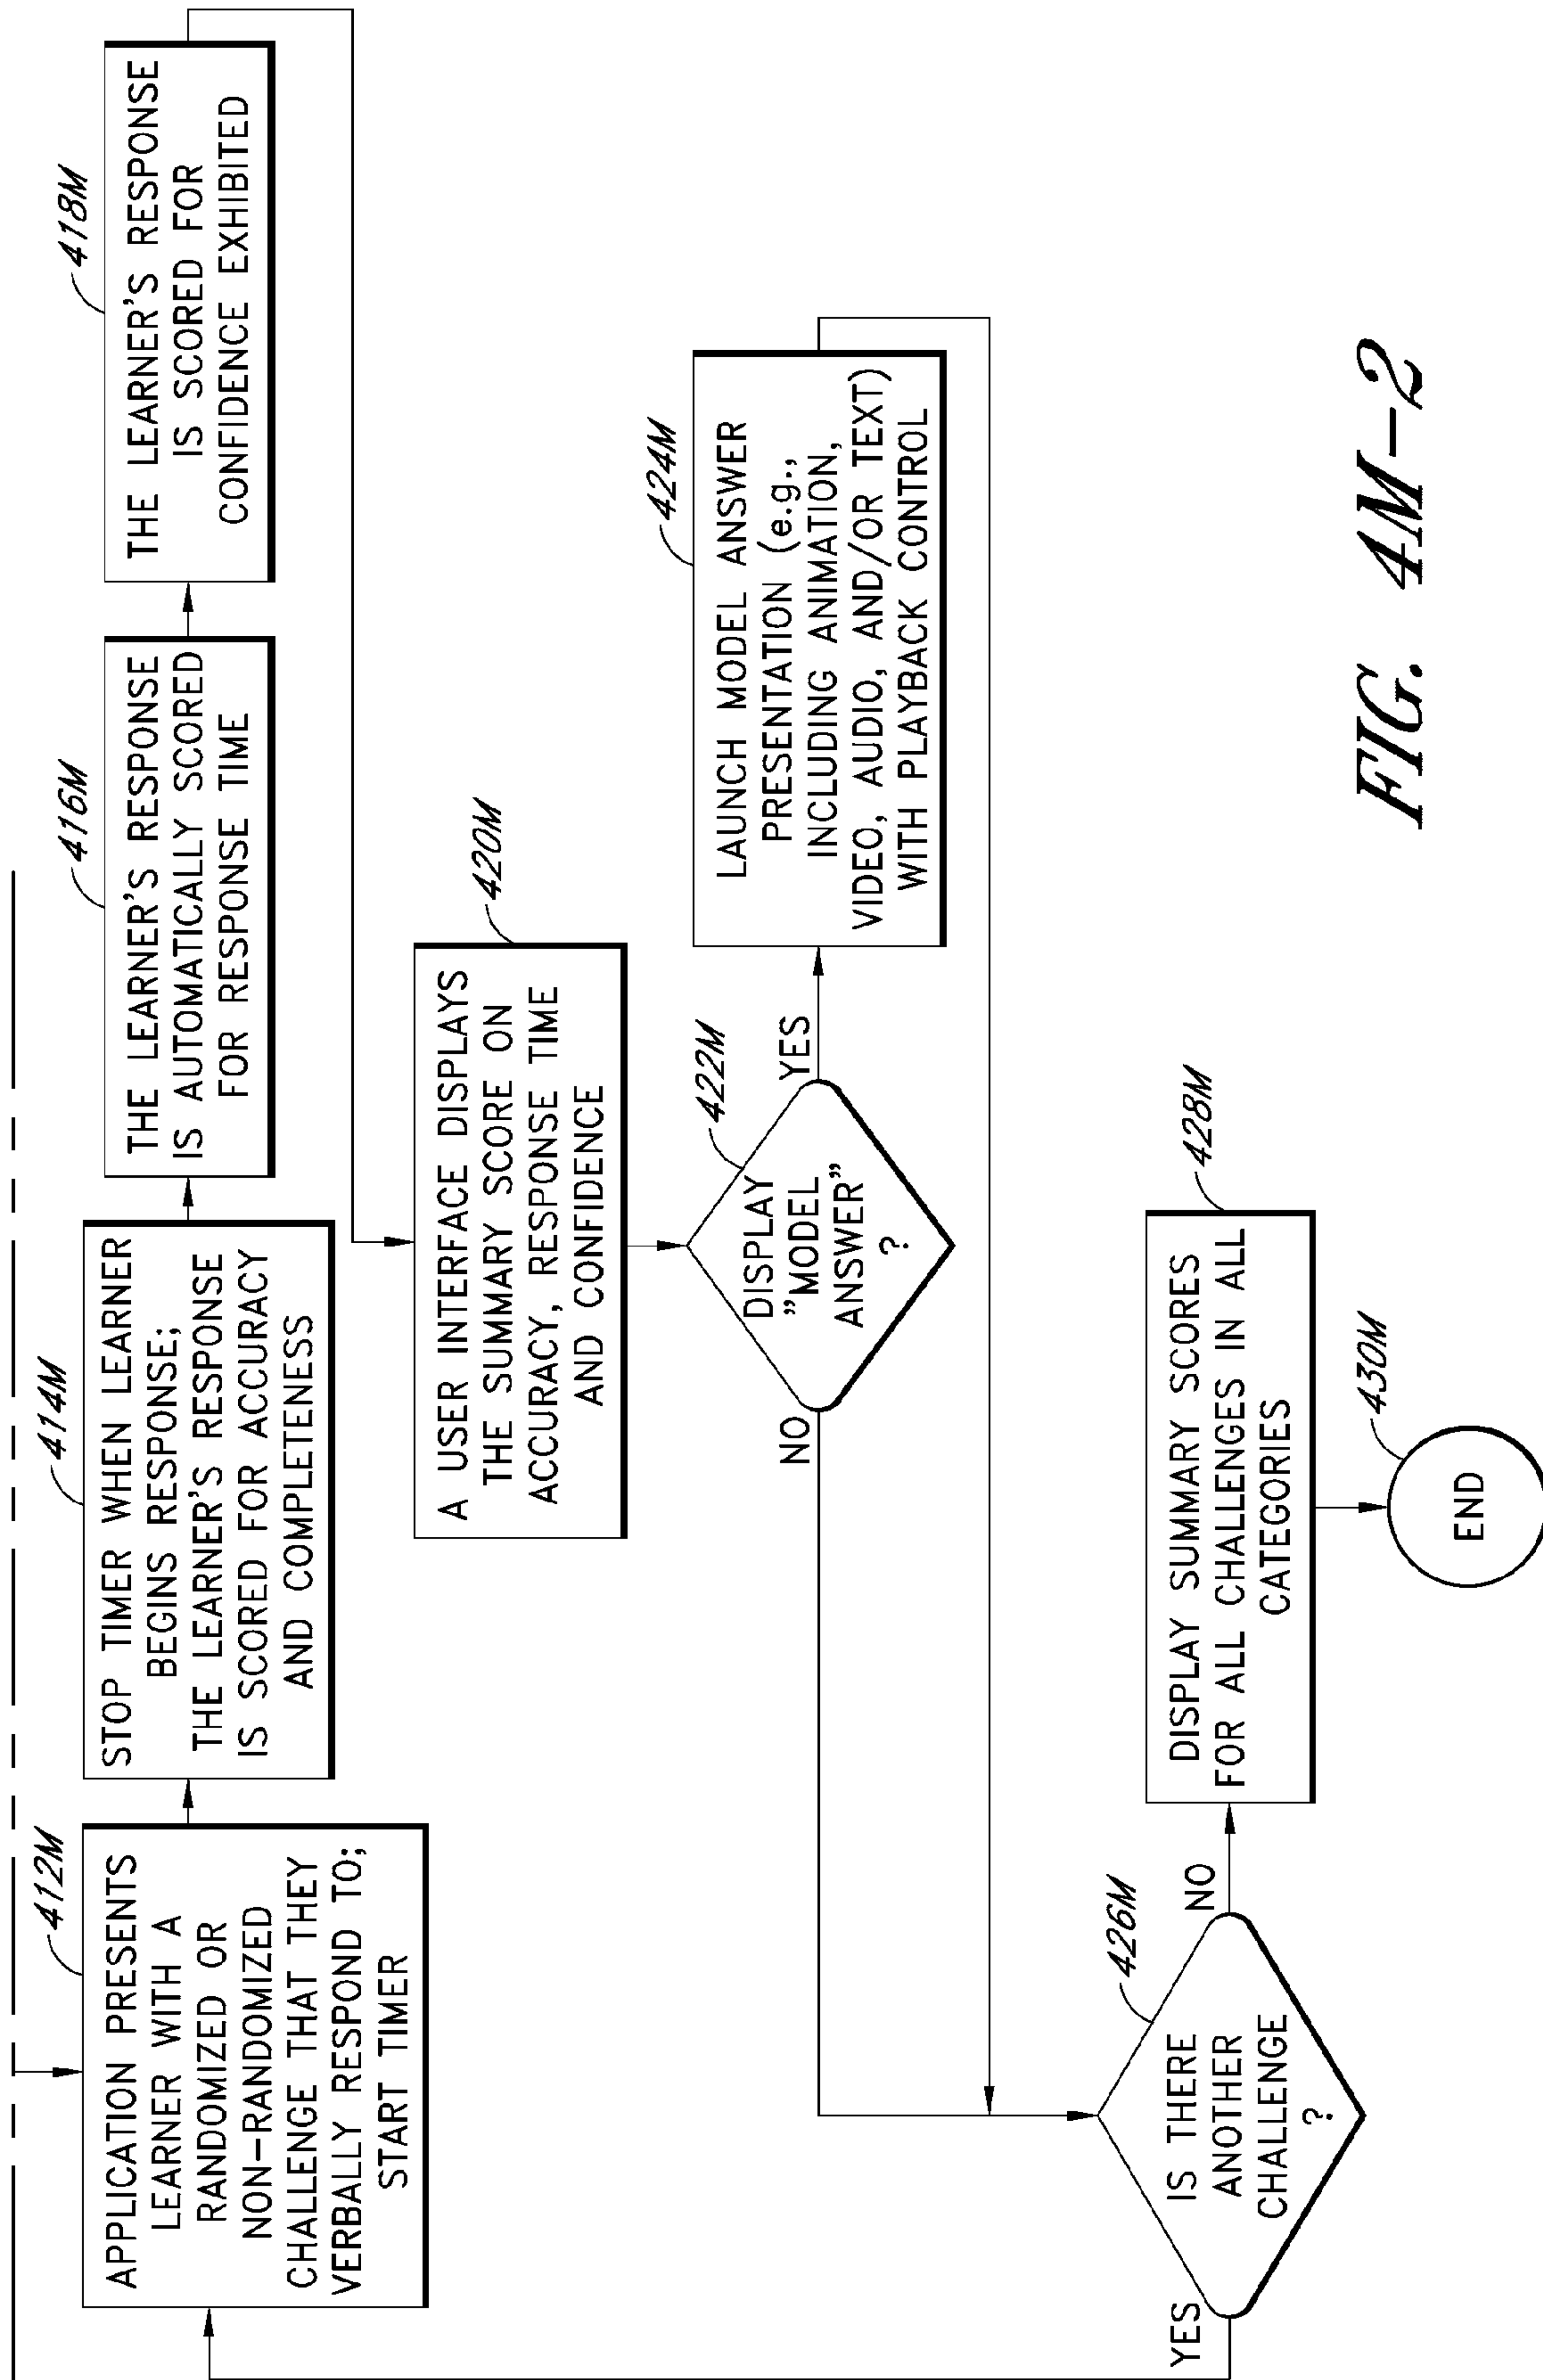 412M
APPLICATION PRESENTS
LEARNER WITH A
RANDOMIZED OR
NON-RANDOMIZED
CHALLENGE THAT THEY
VERBALLY RESPOND TO;
START TIMER
414M
STOP TIMER WHEN LEARNER
BEGINS RESPONSE;
THE LEARNER'S RESPONSE
IS SCORED FOR ACCURACY
AND COMPLETENESS
416M
THE LEARNER'S RESPONSE
IS AUTOMATICALLY SCORED
FOR RESPONSE TIME
418M
THE LEARNER'S RESPONSE
IS SCORED FOR
CONFIDENCE EXHIBITED
420M
A USER INTERFACE DISPLAYS
THE SUMMARY SCORE ON
ACCURACY, RESPONSE TIME
AND CONFIDENCE
422M
DISPLAY
"MODEL
ANSWER"
?
NO
YES
424M
LAUNCH MODEL ANSWER
PRESENTATION (e.g.,
INCLUDING ANIMATION,
VIDEO, AUDIO, AND/OR TEXT)
WITH PLAYBACK CONTROL
426M
IS THERE
ANOTHER
CHALLENGE
?
YES
NO
428M
DISPLAY SUMMARY SCORES
FOR ALL CHALLENGES IN ALL
CATEGORIES
430M
END
FIG. 4M-2